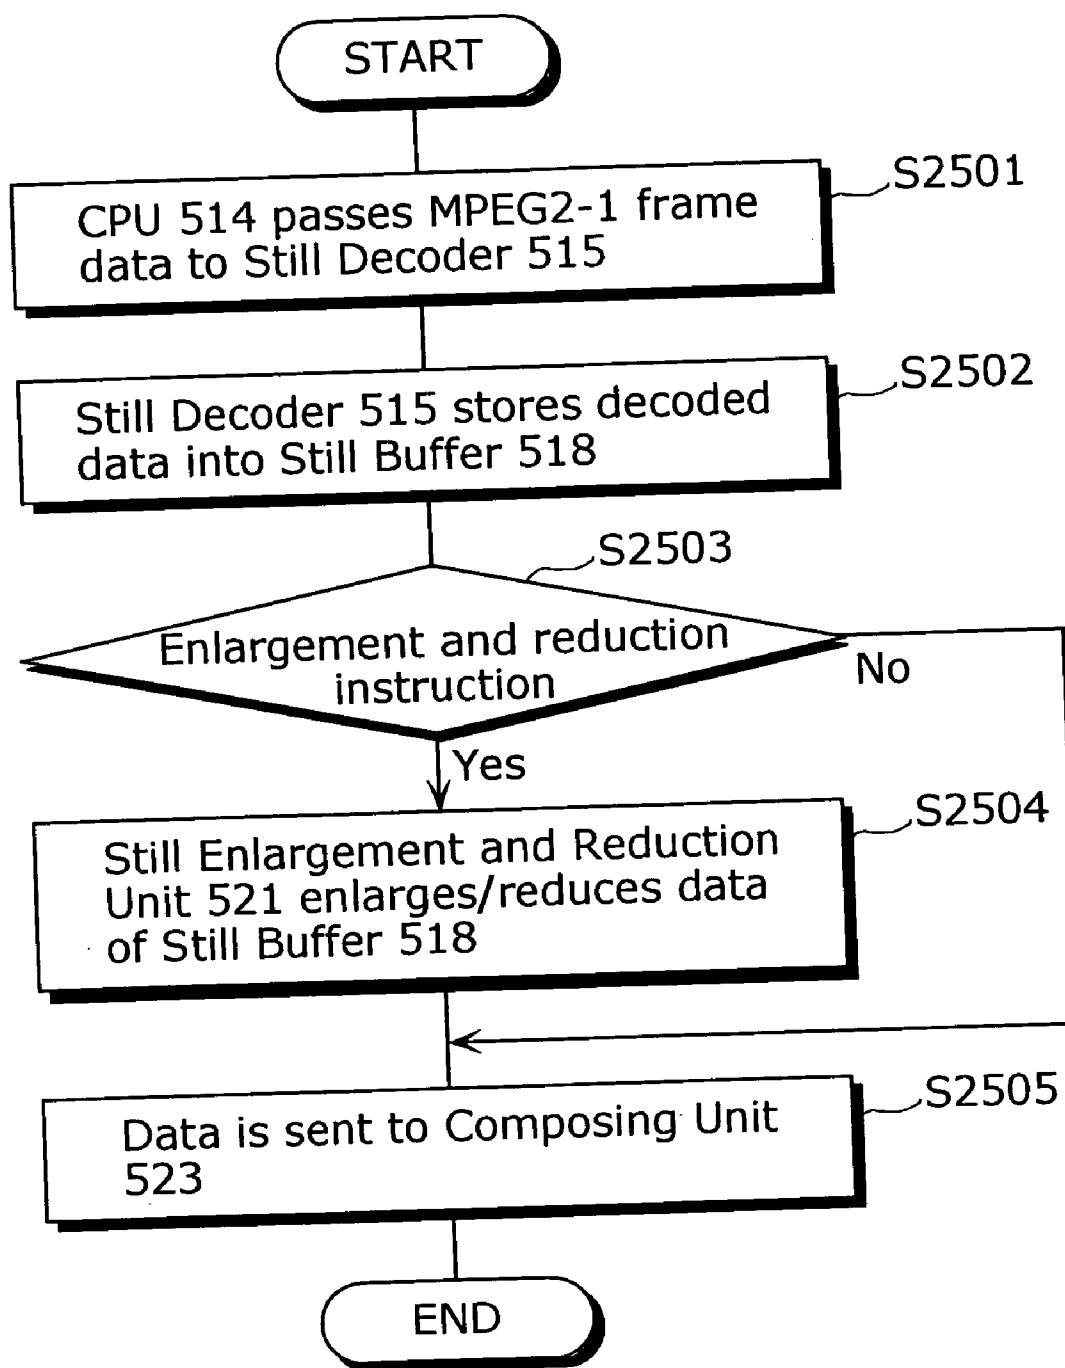 START
S2501
CPU 514 passes MPEG2-1 frame
data to Still Decoder 515
S2502
Still Decoder 515 stores decoded
data into Still Buffer 518
S2503
Enlargement and reduction
instruction
No
Yes
S2504
Still Enlargement and Reduction
Unit 521 enlarges/reduces data
of Still Buffer 518
S2505
Data is sent to Composing Unit
523
END